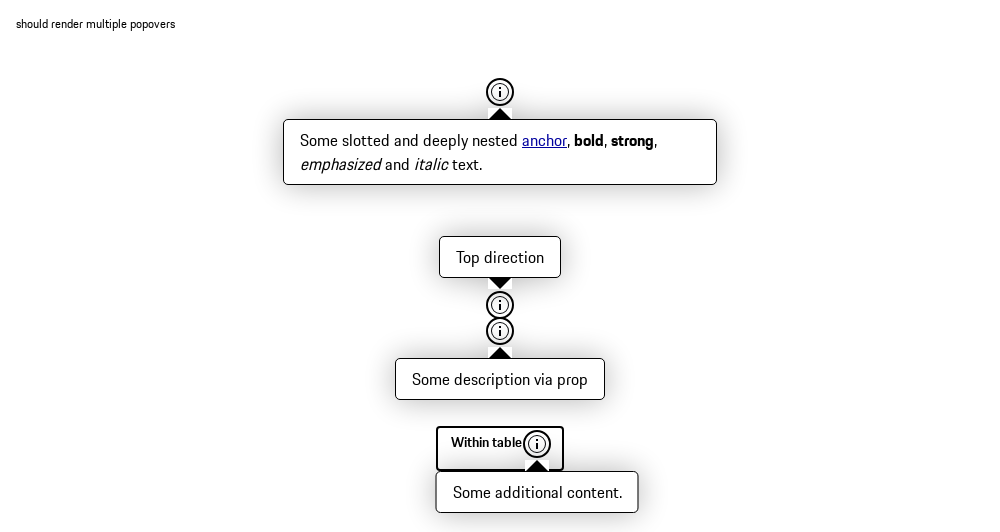 should render multiple popovers
Some slotted and deeply nested anchor, bold, strong,
emphasized and italic text.
Top direction
Some description via prop
Within table
Some additional content.